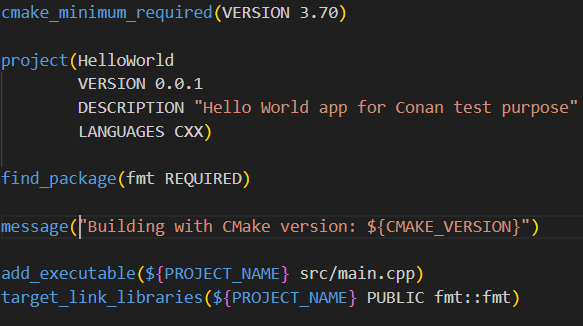 cmake_minimum_required(VERSION 3.70)
project(HelloWorld
VERSION 0.0.1
DESCRIPTION "Hello World app for Conan test purpose"
LANGUAGES CXX)
find_package(fmt REQUIRED)
message("Building with CMake version: ${CMAKE_VERSION}")
add_executable(${PROJECT_NAME} src/main.cpp)
target_link_libraries(${PROJECT_NAME} PUBLIC fmt::fmt)